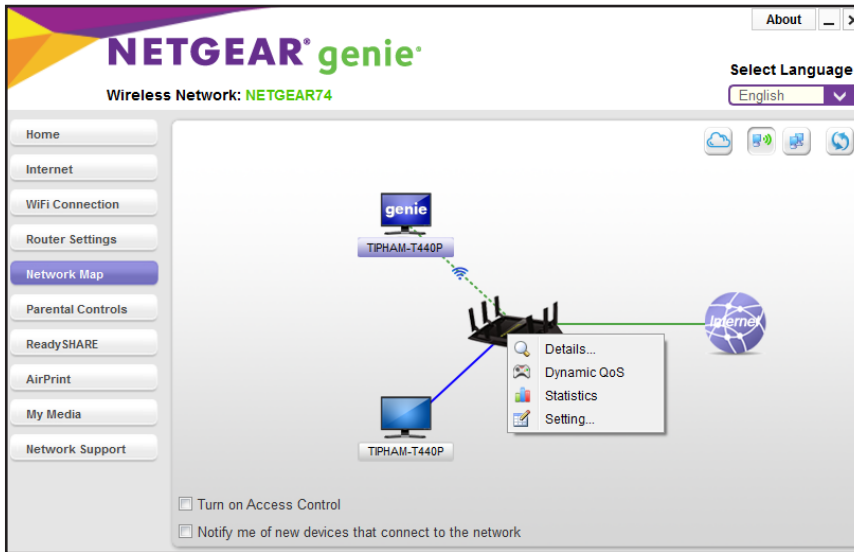 About
NETGEAR® genie®
Select Language
Wireless Network: NETGEAR74
English
Home
Internet
WiFi Connection
Router Settings
Network Map
Parental Controls
ReadySHARE
AirPrint
My Media
Network Support
genie
TIPHAM-T440P
Internet
Details...
Dynamic QoS
Statistics
Setting...
TIPHAM-T440P
Turn on Access Control
Notify me of new devices that connect to the network